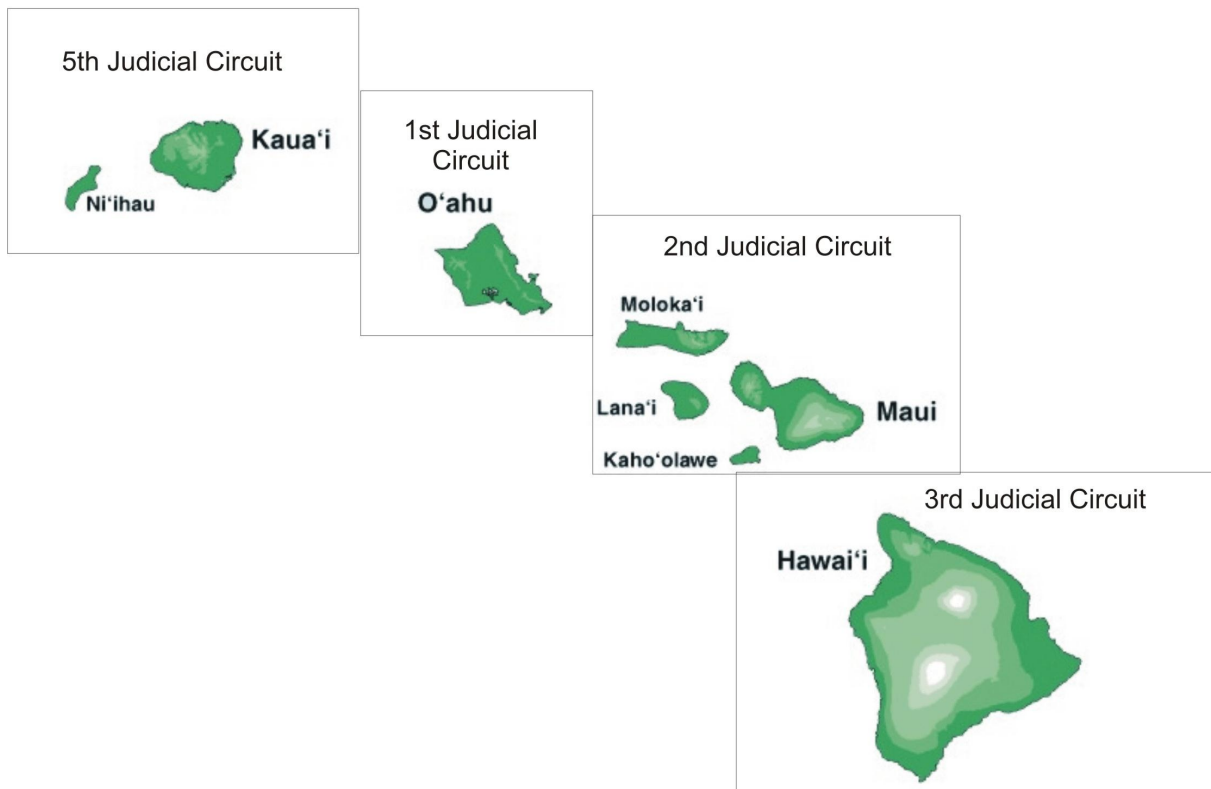 5th Judicial Circuit
Kaua‘i
Ni‘ihau
1st Judicial
Circuit
O‘ahu
2nd Judicial Circuit
Moloka‘i
Lana‘i
Maui
Kaho‘olawe
3rd Judicial Circuit
Hawai‘i